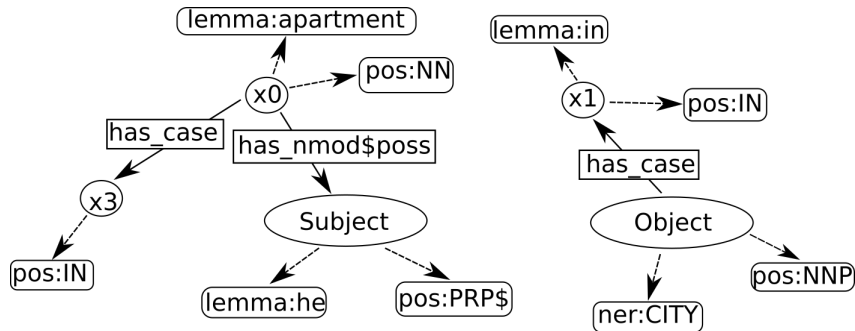 lemma:apartment
x0
pos:NN
has_case
has_nmod$poss
x3
Subject
pos:IN
lemma:he
pos:PRP$
lemma:in
x1
pos:IN
has_case
Object
pos:NNP
ner:CITY